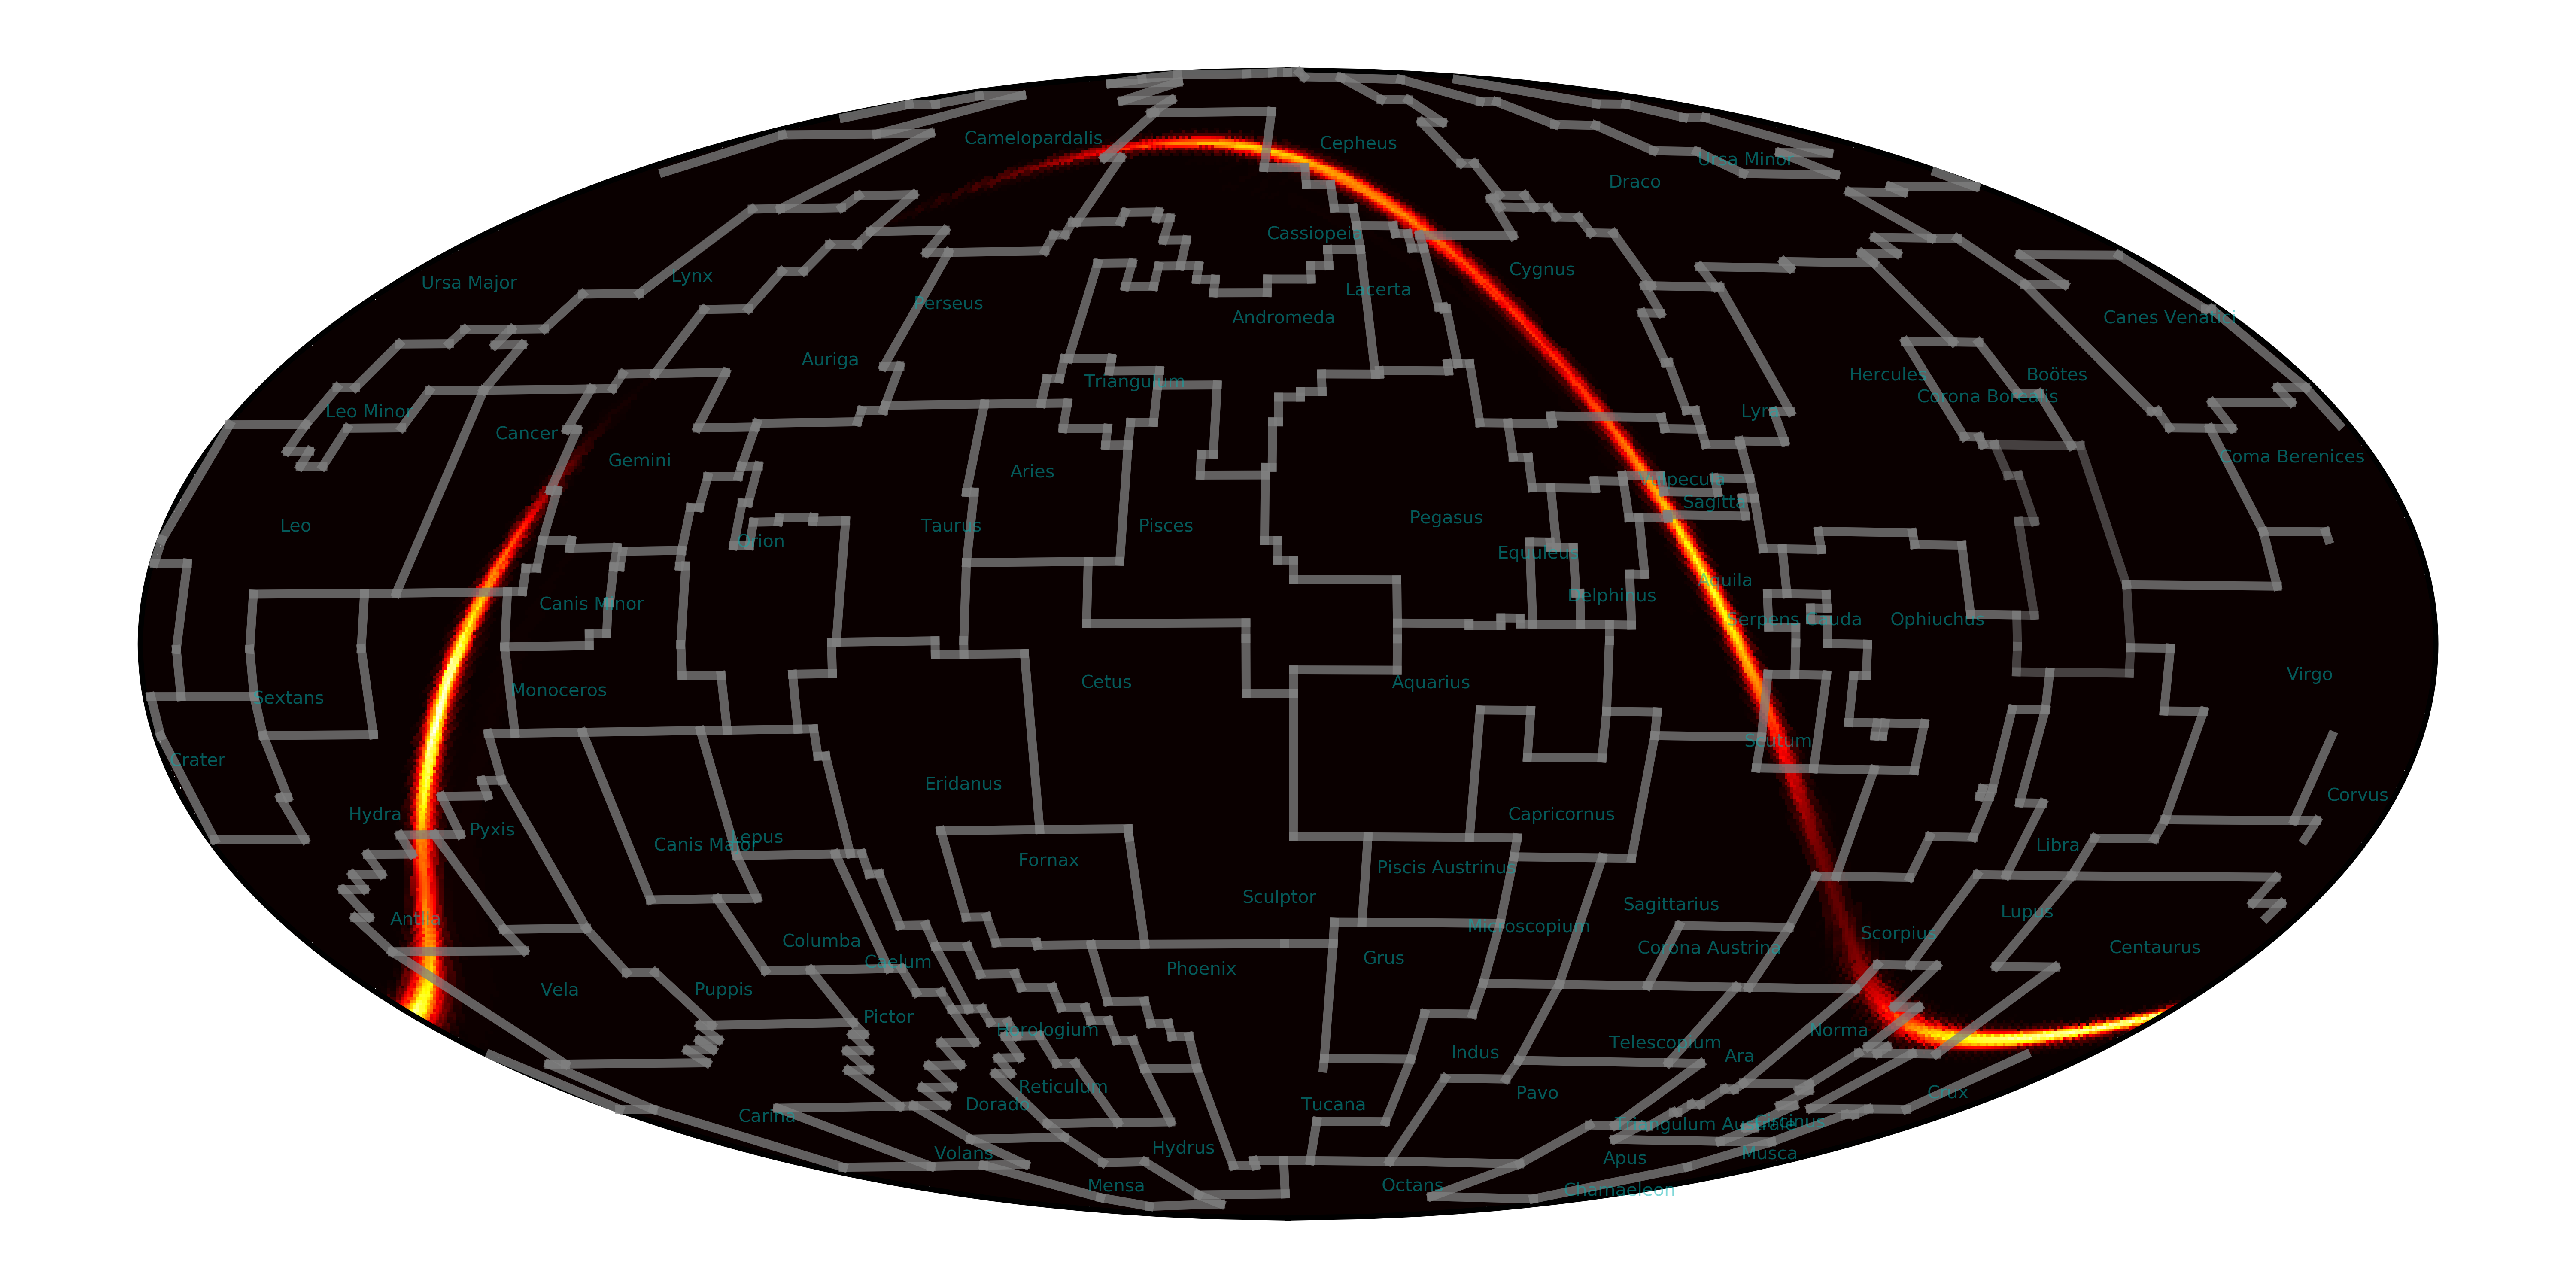 Camelopardalis
Cepheus
Ursa Minor
Draco
Cassiopeia
Cygnus
Ursa Major
Lynx
Lacerta
Perseus
Andromeda
Canes Venatici
Auriga
Hercules
Boötes
Triangulum
Corona Borealis
Leo Minor
Lyra
Cancer
Gemini
Coma Berenices
Aries
Vulpecula
Sagitta
Leo
Taurus
Pisces
Pegasus
Orion
Equuleus
Aquila
Delphinus
Canis Minor
Serpens Cauda
Ophiuchus
Virgo
Cetus
Aquarius
Monoceros
Sextans
Scutum
Crater
Eridanus
Corvus
Hydra
Capricornus
Pyxis
Lepus
Canis Major
Libra
Fornax
Piscis Austrinus
Sculptor
Sagittarius
Lupus
Antlia
Microscopium
Scorpius
Columba
Corona Austrina
Centaurus
Grus
Caelum
Phoenix
Vela
Puppis
Pictor
Horologium
Norma
Telescopium
Indus
Ara
Reticulum
Pavo
Crux
Dorado
Tucana
Carina
Circinus
Triangulum Australe
Hydrus
Volans
Musca
Apus
Mensa
Octans
Chamaeleon